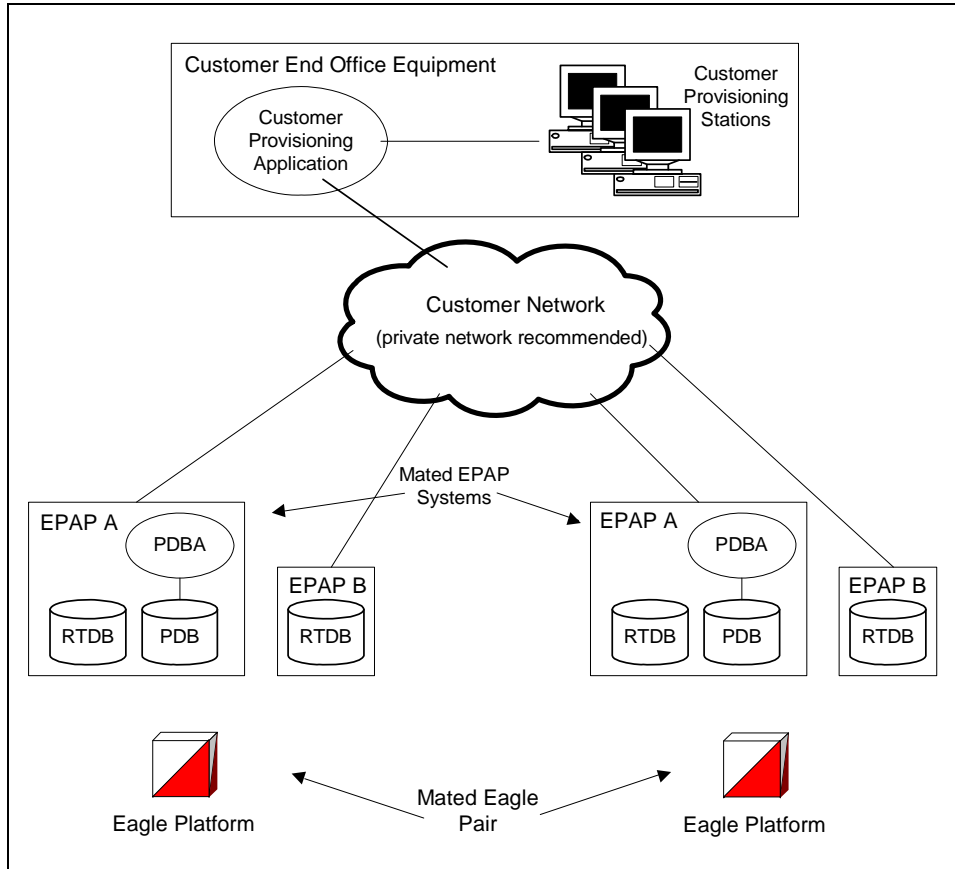 Customer End Office Equipment
Customer
Provisioning
Application
Customer
Provisioning
Stations
Customer Network
(private network recommended)
Mated EPAP
Systems
EPAP A
PDBA
RTDB
PDB
EPAP B
RTDB
EPAP A
PDBA
RTDB
PDB
EPAP B
RTDB
Eagle Platform
Mated Eagle
Pair
Eagle Platform